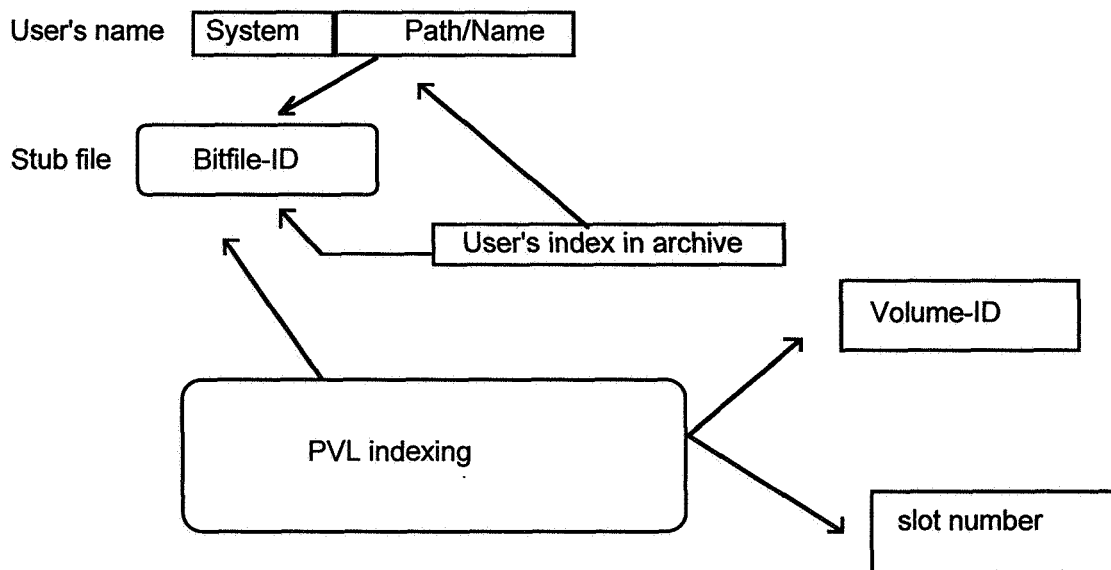 User's name System Path/Name
Stub file Bitfile-ID
User's index in archive
Volume-ID
PVL indexing
slot number